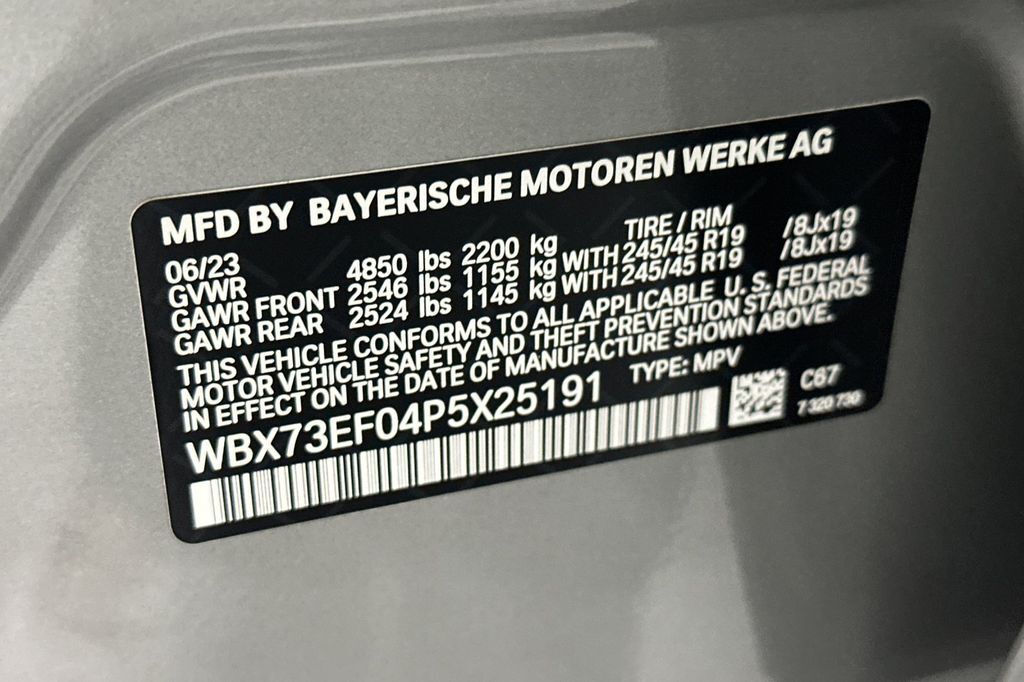 MFD BY BAYERISCHE MOTOREN WERKE AG
06/23 TIRE / RIM
GVWR 4850 lbs 2200 kg
GAWR FRONT 2546 lbs 1155 kg WITH 245/45 R19 /8Jx19
GAWR REAR 2524 lbs 1145 kg WITH 245/45 R19 /8Jx19
THIS VEHICLE CONFORMS TO ALL APPLICABLE U. S. FEDERAL
MOTOR VEHICLE SAFETY AND THEFT PREVENTION STANDARDS
IN EFFECT ON THE DATE OF MANUFACTURE SHOWN ABOVE.
WBX73EF04P5X25191 TYPE: MPV
C67
7 320 730